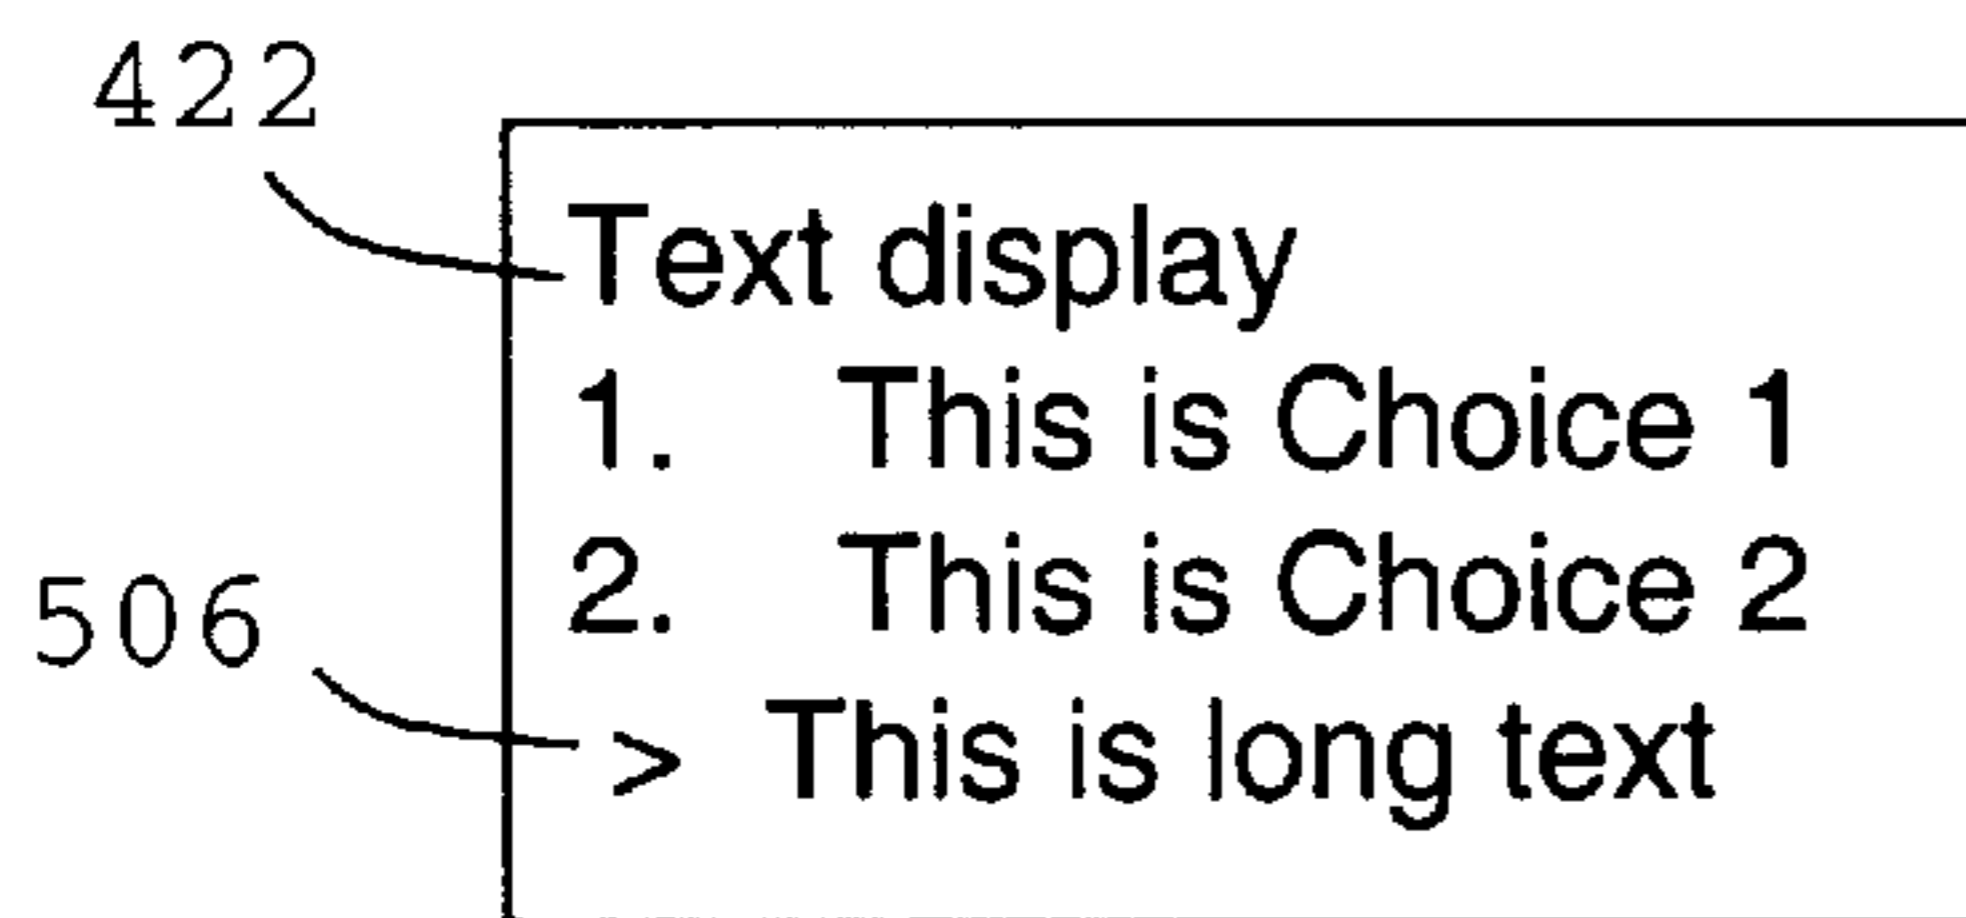 422
Text display
1. This is Choice 1
2. This is Choice 2
506
> This is long text